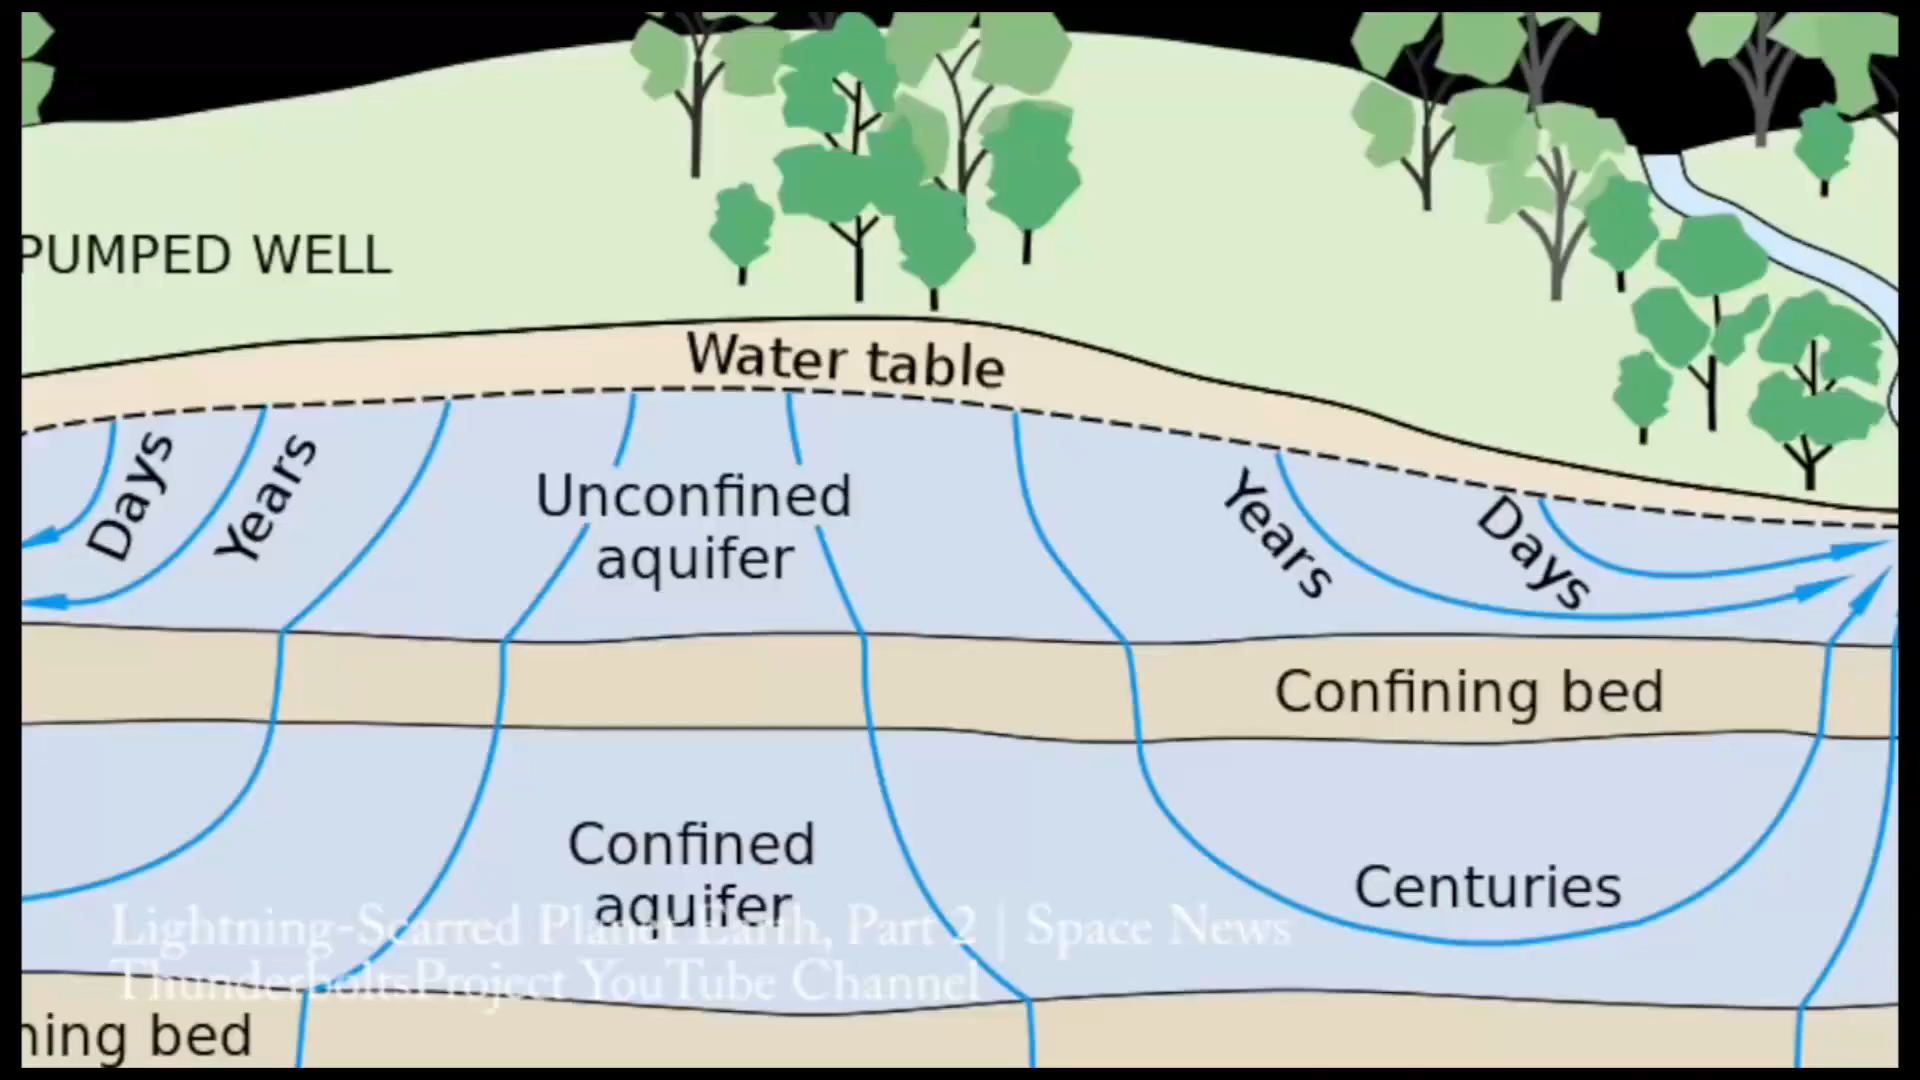 PUMPED WELL
Water table
Days
Years
Unconfined
aquifer
Years
Days
Confining bed
Confined
aquifer
Centuries
Lightning-Scarred Planet Earth, Part 2 | Space News
ThunderboltsProject YouTube Channel
ning bed